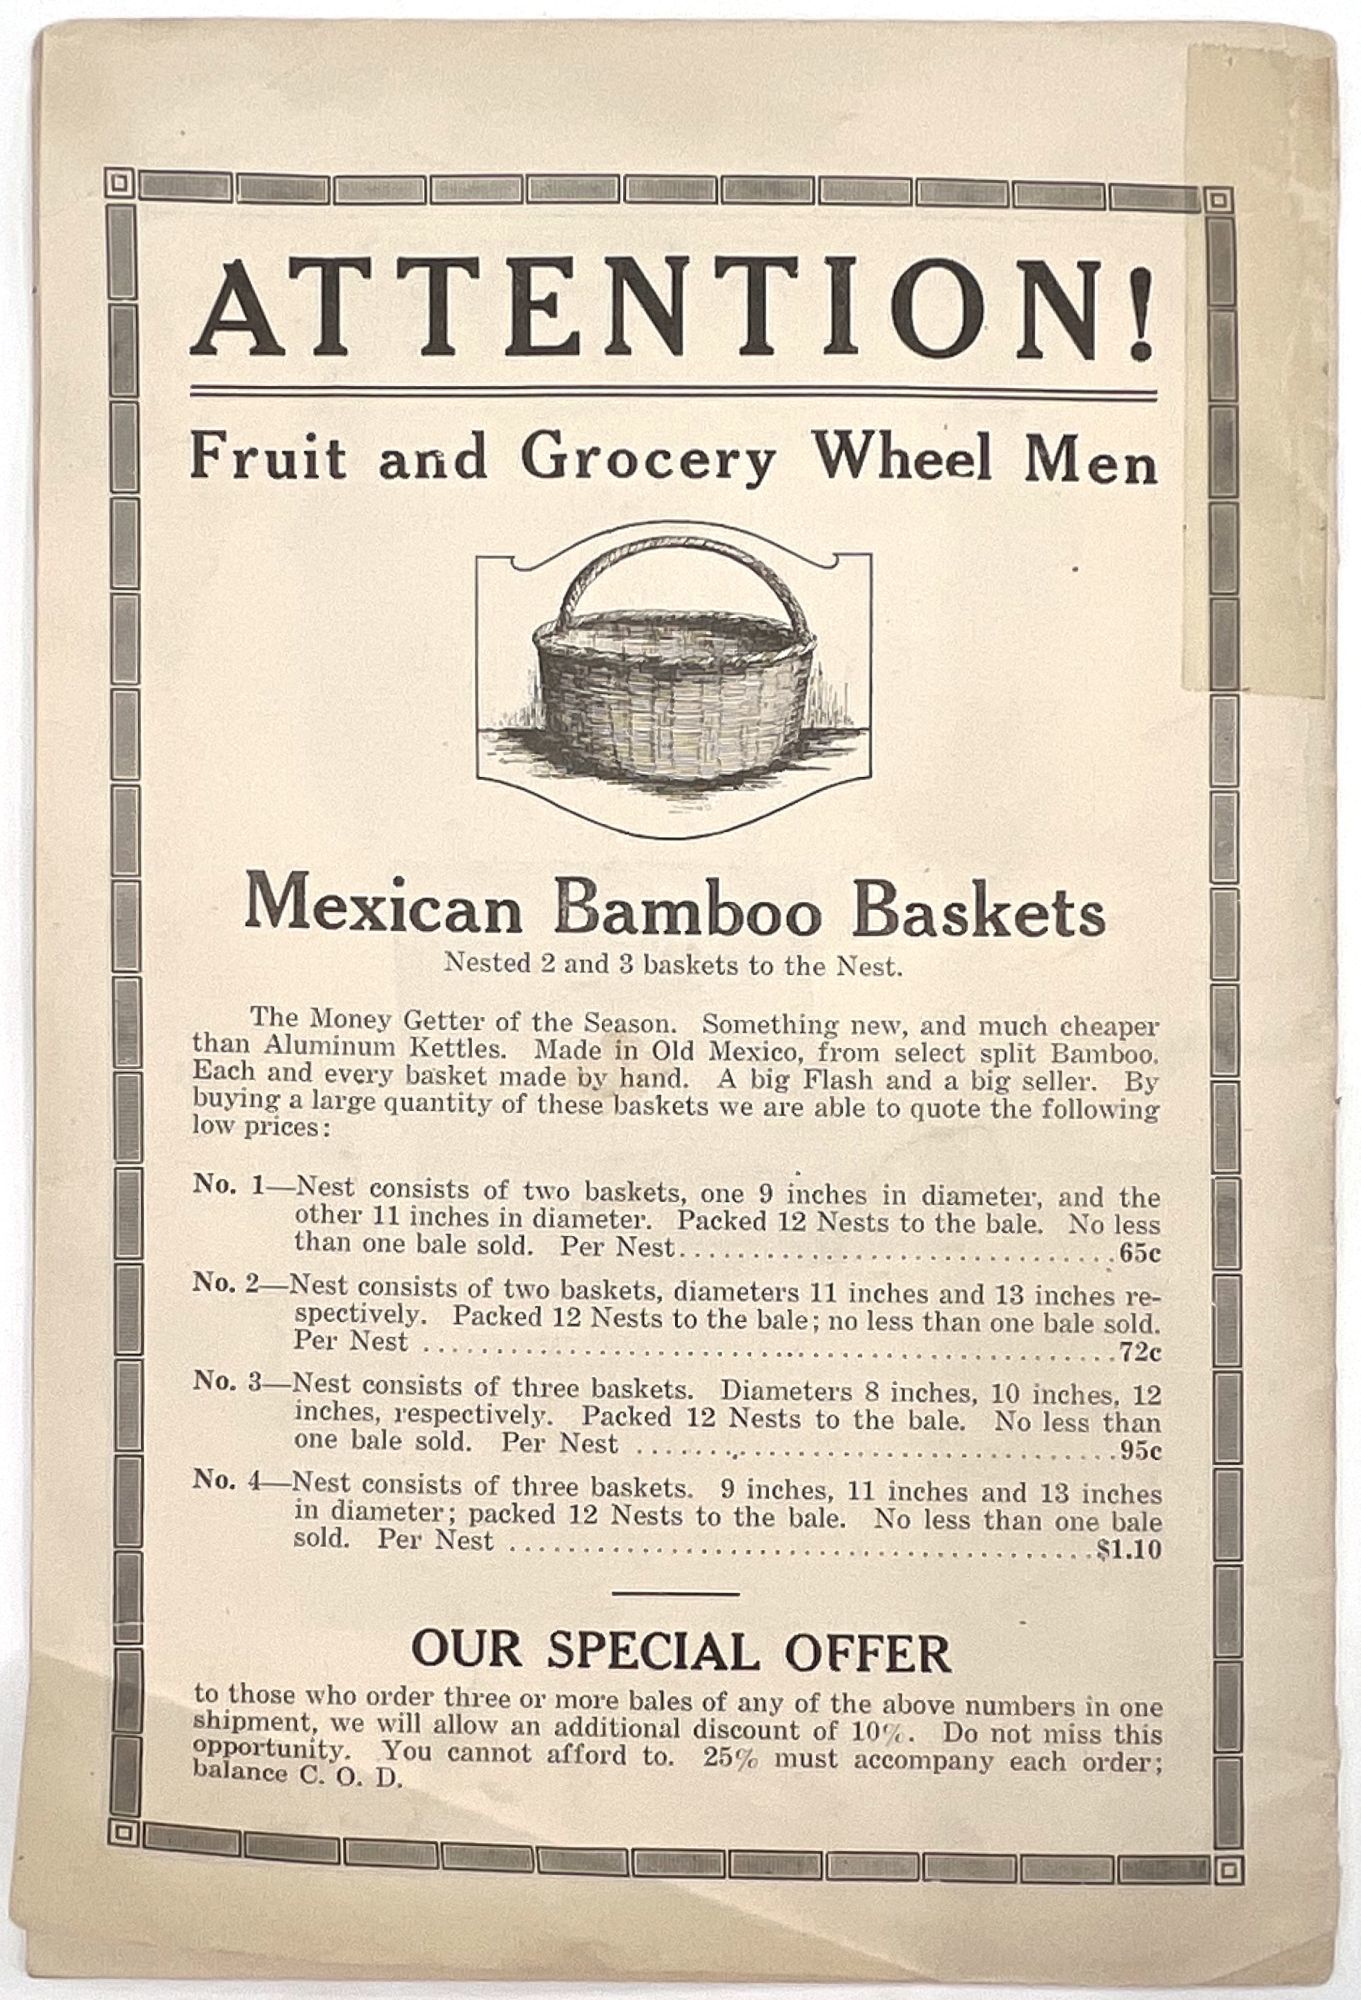 ATTENTION!
Fruit and Grocery Wheel Men
Mexican Bamboo Baskets
Nested 2 and 3 baskets to the Nest.
The Money Getter of the Season. Something new, and much cheaper
than Aluminum Kettles. Made in Old Mexico, from select split Bamboo.
Each and every basket made by hand. A big Flash and a big seller. By
buying a large quantity of these baskets we are able to quote the following
low prices:
No. 1—Nest consists of two baskets, one 9 inches in diameter, and the
other 11 inches in diameter. Packed 12 Nests to the bale. No less
than one bale sold. Per Nest..............................65c
No. 2—Nest consists of two baskets, diameters 11 inches and 13 inches re-
spectively. Packed 12 Nests to the bale; no less than one bale sold.
Per Nest ................................................72c
No. 3—Nest consists of three baskets. Diameters 8 inches, 10 inches, 12
inches, respectively. Packed 12 Nests to the bale. No less than
one bale sold. Per Nest .................................95c
No. 4—Nest consists of three baskets. 9 inches, 11 inches and 13 inches
in diameter; packed 12 Nests to the bale. No less than one bale
sold. Per Nest ........................................$1.10
OUR SPECIAL OFFER
to those who order three or more bales of any of the above numbers in one
shipment, we will allow an additional discount of 10%. Do not miss this
opportunity. You cannot afford to. 25% must accompany each order;
balance C. O. D.